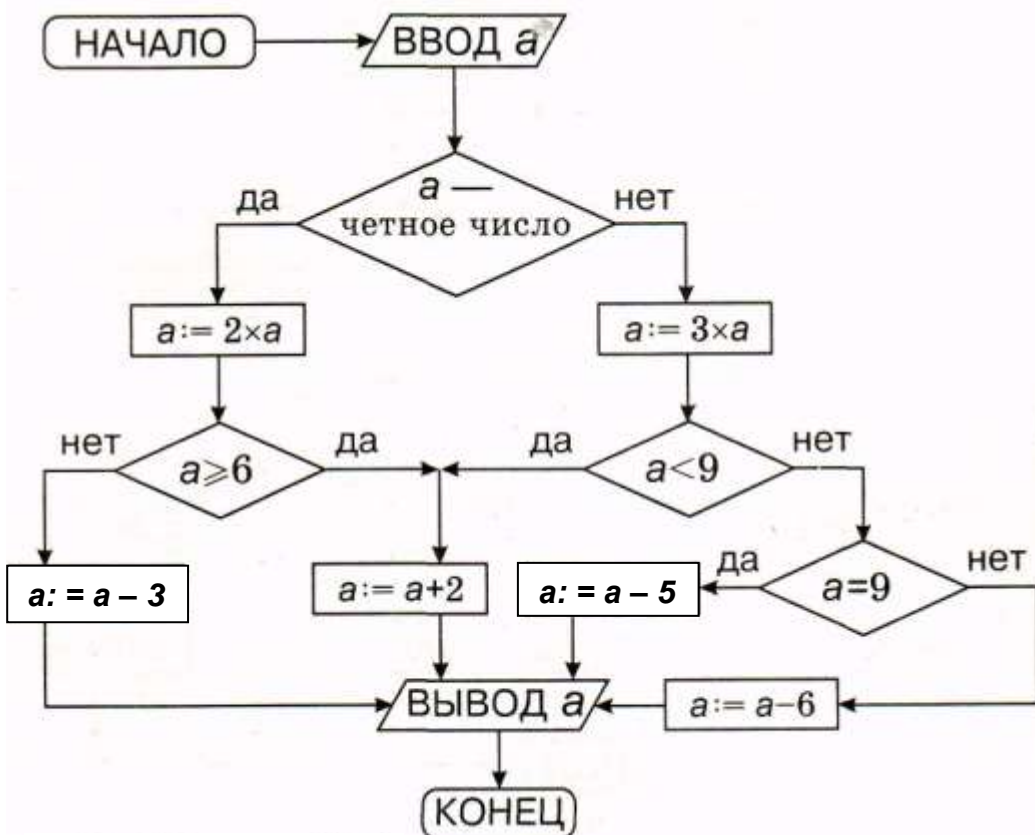 НАЧАЛО
ВВОД a
a —
четное число
да
нет
a:= 2×a
a:= 3×a
нет
a⩾6
да
да
a<9
нет
a: = a – 3
a:= a+2
a: = a – 5
да
a=9
нет
ВЫВОД a
a:= a–6
КОНЕЦ